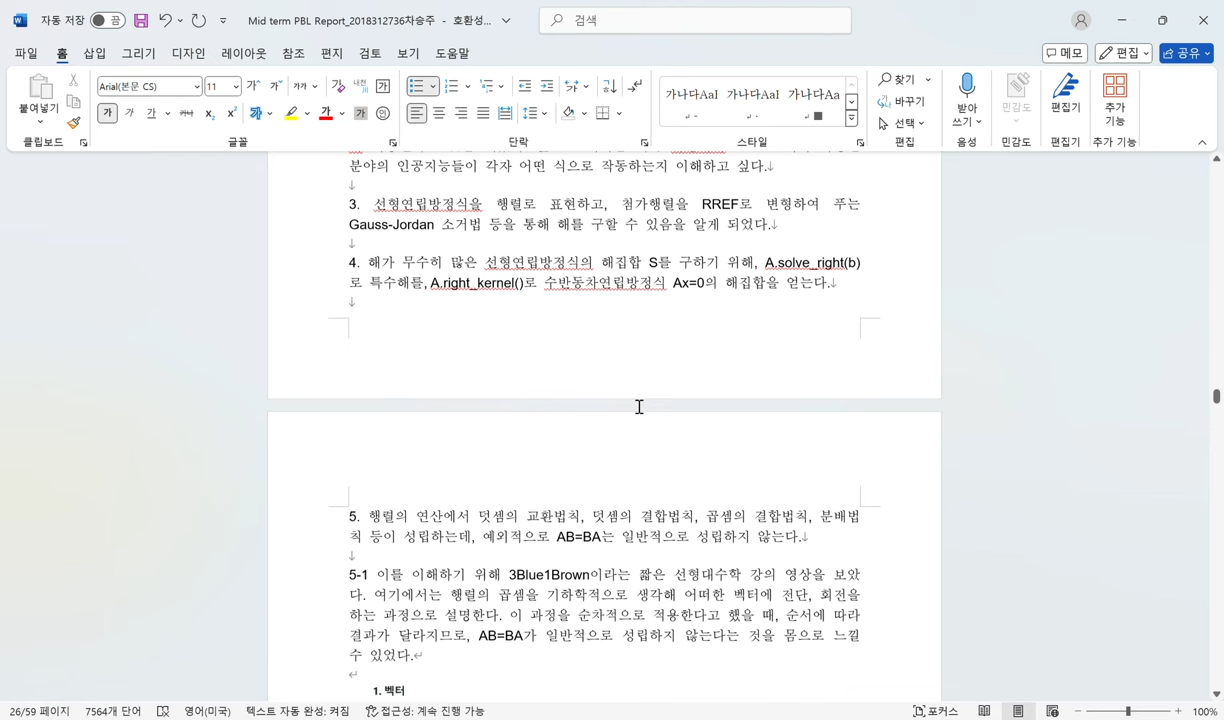 자동 저장 끔 Mid term PBL Report_2018312736차승주 · 호환성... 검색
파일 홈 삽입 그리기 디자인 레이아웃 참조 편지 검토 보기 도움말 메모 편집 공유
Arial(본문 CS) 11 가나다AaI 가나다AaI 가나다Aa 찾기
붙여넣기 바꾸기 받아쓰기 민감도 편집기 추가 기능
선택
클립보드 글꼴 단락 스타일 편집 음성 민감도 편집기 추가 기능
분야의 인공지능들이 각자 어떤 식으로 작동하는지 이해하고 싶다.
3. 선형연립방정식을 행렬로 표현하고, 첨가행렬을 RREF로 변형하여 푸는
Gauss-Jordan 소거법 등을 통해 해를 구할 수 있음을 알게 되었다.
4. 해가 무수히 많은 선형연립방정식의 해집합 S를 구하기 위해, A.solve_right(b)
로 특수해를, A.right_kernel()로 수반동차연립방정식 Ax=0의 해집합을 얻는다.
5. 행렬의 연산에서 덧셈의 교환법칙, 덧셈의 결합법칙, 곱셈의 결합법칙, 분배법
칙 등이 성립하는데, 예외적으로 AB=BA는 일반적으로 성립하지 않는다.
5-1 이를 이해하기 위해 3Blue1Brown이라는 짧은 선형대수학 강의 영상을 보았
다. 여기에서는 행렬의 곱셈을 기하학적으로 생각해 어떠한 벡터에 전단, 회전을
하는 과정으로 설명한다. 이 과정을 순차적으로 적용한다고 했을 때, 순서에 따라
결과가 달라지므로, AB=BA가 일반적으로 성립하지 않는다는 것을 몸으로 느낄
수 있었다.
1. 벡터
26/59 페이지 7564개 단어 영어(미국) 텍스트 자동 완성: 켜짐 접근성: 계속 진행 가능 포커스 100%